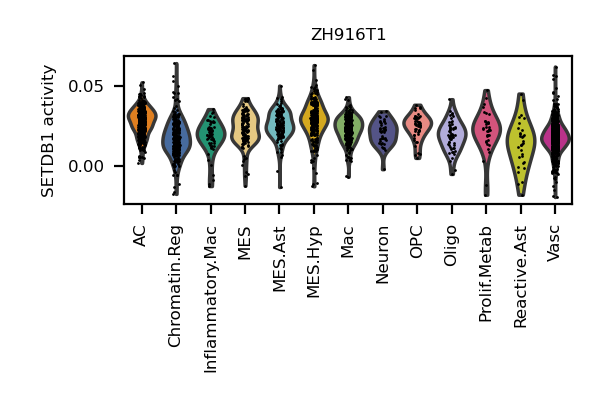 ZH916T1
SETDB1 activity
0.05
0.00
AC
Chromatin.Reg
Inflammatory.Mac
MES
MES.Ast
MES.Hyp
Mac
Neuron
OPC
Oligo
Prolif.Metab
Reactive.Ast
Vasc